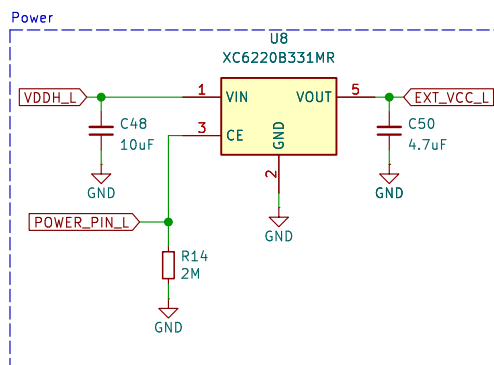 Power
U8
XC6220B331MR
VDDH_L
1
VIN
VOUT
5
EXT_VCC_L
C48
10uF
3
CE
GND
C50
4.7uF
GND
2
GND
POWER_PIN_L
GND
R14
2M
GND